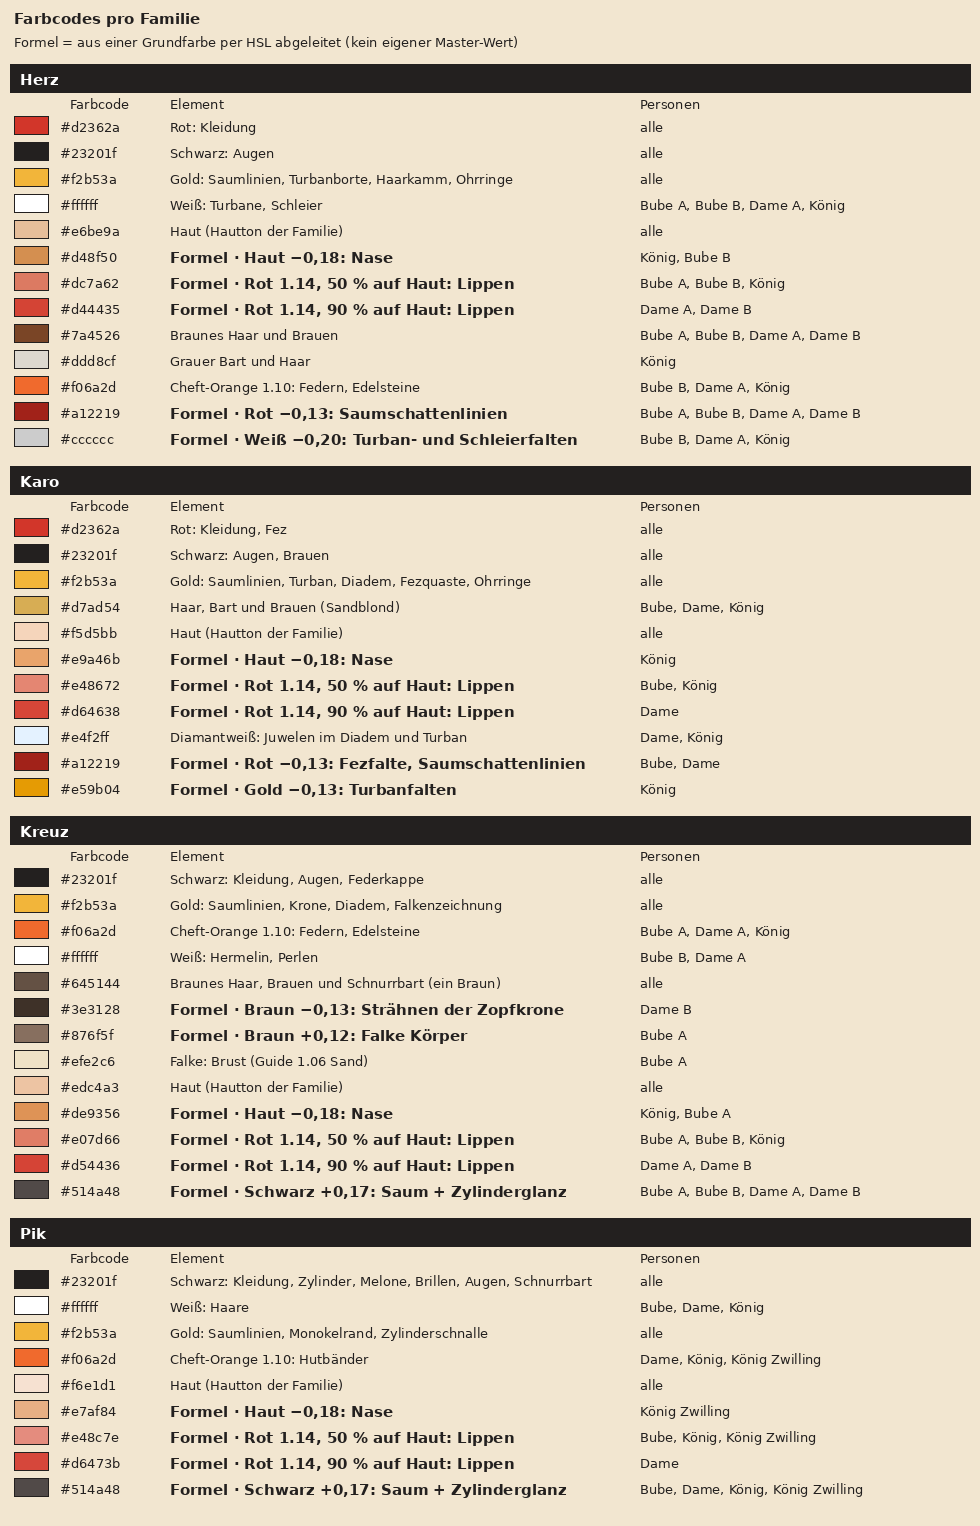 Farbcodes pro Familie
Formel = aus einer Grundfarbe per HSL abgeleitet (kein eigener Master-Wert)
Herz
Farbcode Element Personen
#d2362a Rot: Kleidung alle
#23201f Schwarz: Augen alle
#f2b53a Gold: Saumlinien, Turbanborte, Haarkamm, Ohrringe alle
#ffffff Weiß: Turbane, Schleier Bube A, Bube B, Dame A, König
#e6be9a Haut (Hautton der Familie) alle
#d48f50 Formel · Haut −0,18: Nase König, Bube B
#dc7a62 Formel · Rot 1.14, 50 % auf Haut: Lippen Bube A, Bube B, König
#d44435 Formel · Rot 1.14, 90 % auf Haut: Lippen Dame A, Dame B
#7a4526 Braunes Haar und Brauen Bube A, Bube B, Dame A, Dame B
#ddd8cf Grauer Bart und Haar König
#f06a2d Cheft-Orange 1.10: Federn, Edelsteine Bube B, Dame A, König
#a12219 Formel · Rot −0,13: Saumschattenlinien Bube A, Bube B, Dame A, Dame B
#cccccc Formel · Weiß −0,20: Turban- und Schleierfalten Bube B, Dame A, König
Karo
Farbcode Element Personen
#d2362a Rot: Kleidung, Fez alle
#23201f Schwarz: Augen, Brauen alle
#f2b53a Gold: Saumlinien, Turban, Diadem, Fezquaste, Ohrringe alle
#d7ad54 Haar, Bart und Brauen (Sandblond) Bube, Dame, König
#f5d5bb Haut (Hautton der Familie) alle
#e9a46b Formel · Haut −0,18: Nase König
#e48672 Formel · Rot 1.14, 50 % auf Haut: Lippen Bube, König
#d64638 Formel · Rot 1.14, 90 % auf Haut: Lippen Dame
#e4f2ff Diamantweiß: Juwelen im Diadem und Turban Dame, König
#a12219 Formel · Rot −0,13: Fezfalte, Saumschattenlinien Bube, Dame
#e59b04 Formel · Gold −0,13: Turbanfalten König
Kreuz
Farbcode Element Personen
#23201f Schwarz: Kleidung, Augen, Federkappe alle
#f2b53a Gold: Saumlinien, Krone, Diadem, Falkenzeichnung alle
#f06a2d Cheft-Orange 1.10: Federn, Edelsteine Bube A, Dame A, König
#ffffff Weiß: Hermelin, Perlen Bube B, Dame A
#645144 Braunes Haar, Brauen und Schnurrbart (ein Braun) alle
#3e3128 Formel · Braun −0,13: Strähnen der Zopfkrone Dame B
#876f5f Formel · Braun +0,12: Falke Körper Bube A
#efe2c6 Falke: Brust (Guide 1.06 Sand) Bube A
#edc4a3 Haut (Hautton der Familie) alle
#de9356 Formel · Haut −0,18: Nase König, Bube A
#e07d66 Formel · Rot 1.14, 50 % auf Haut: Lippen Bube A, Bube B, König
#d54436 Formel · Rot 1.14, 90 % auf Haut: Lippen Dame A, Dame B
#514a48 Formel · Schwarz +0,17: Saum + Zylinderglanz Bube A, Bube B, Dame A, Dame B
Pik
Farbcode Element Personen
#23201f Schwarz: Kleidung, Zylinder, Melone, Brillen, Augen, Schnurrbart alle
#ffffff Weiß: Haare Bube, Dame, König
#f2b53a Gold: Saumlinien, Monokelrand, Zylinderschnalle alle
#f06a2d Cheft-Orange 1.10: Hutbänder Dame, König, König Zwilling
#f6e1d1 Haut (Hautton der Familie) alle
#e7af84 Formel · Haut −0,18: Nase König Zwilling
#e48c7e Formel · Rot 1.14, 50 % auf Haut: Lippen Bube, König, König Zwilling
#d6473b Formel · Rot 1.14, 90 % auf Haut: Lippen Dame
#514a48 Formel · Schwarz +0,17: Saum + Zylinderglanz Bube, Dame, König, König Zwilling